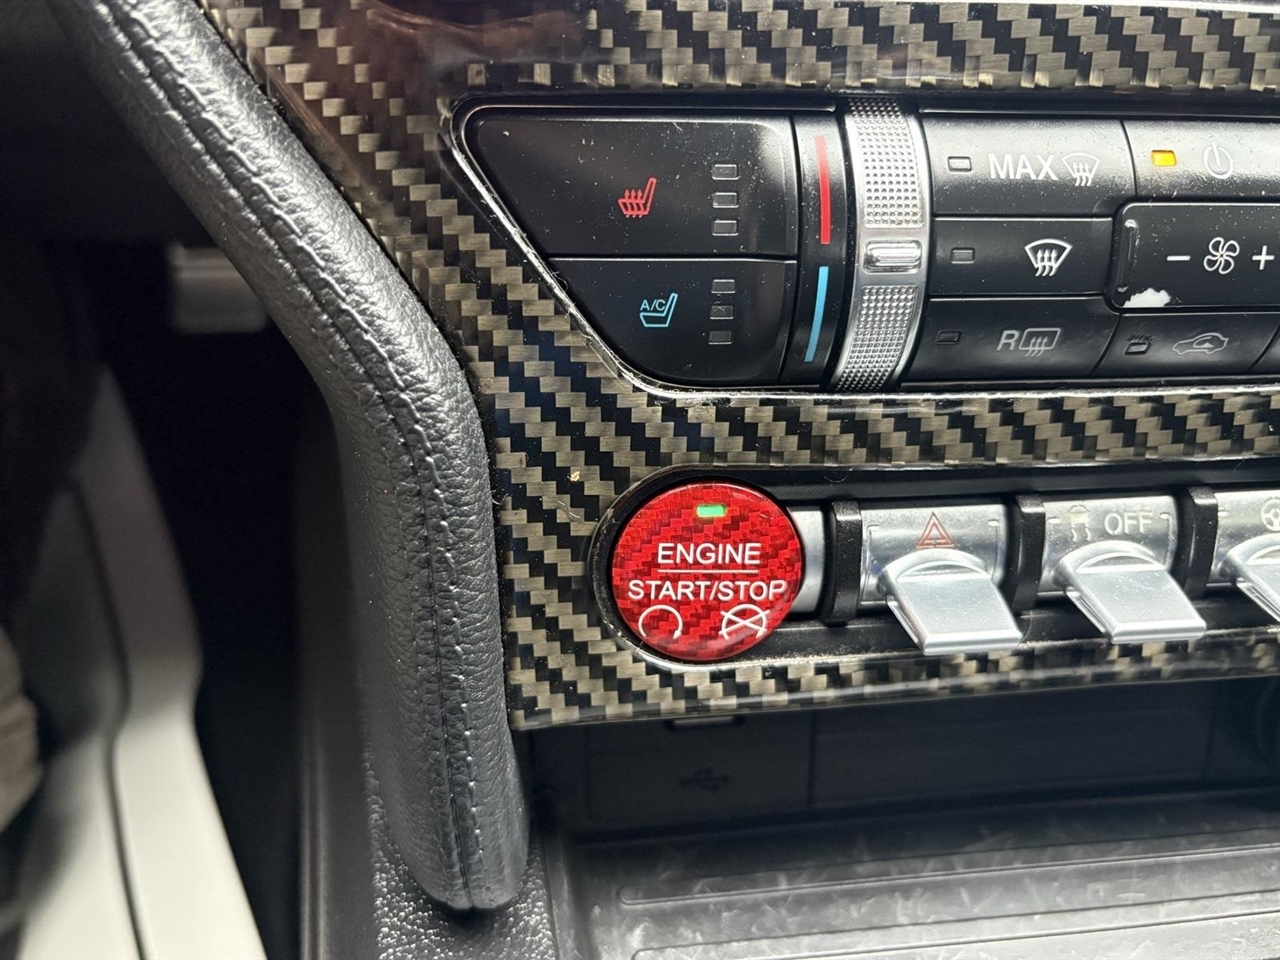 MAX
A/C
R
- +
ENGINE
START/STOP
OFF